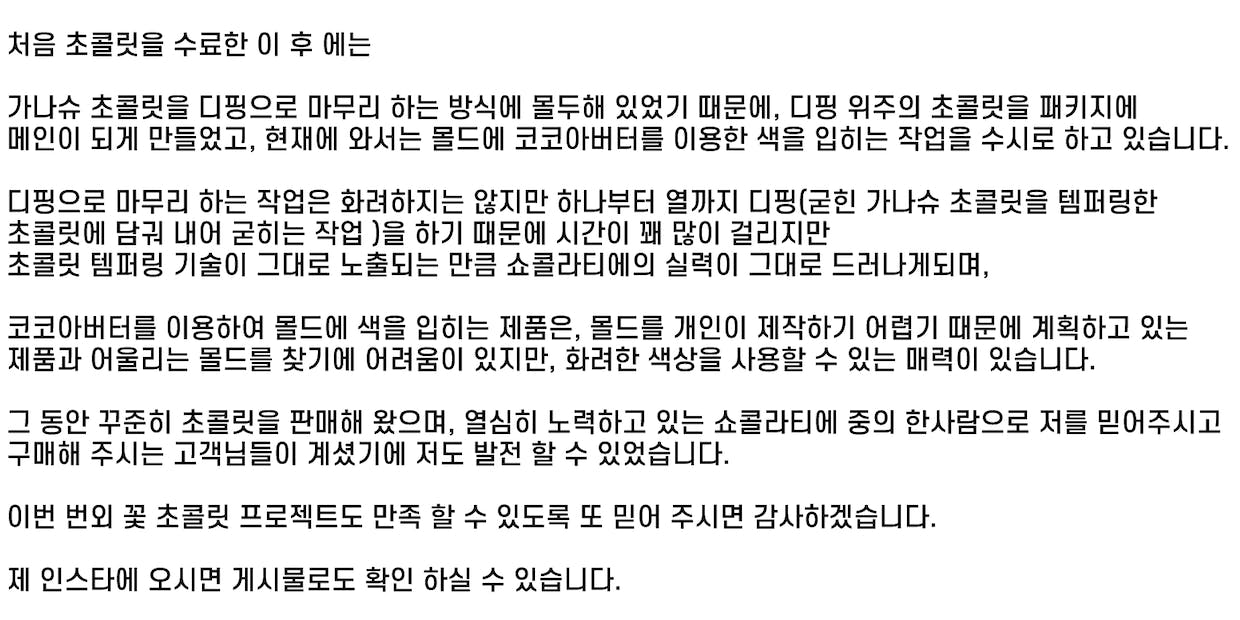 처음 초콜릿을 수료한 이 후 에는
가나슈 초콜릿을 디핑으로 마무리 하는 방식에 몰두해 있었기 때문에, 디핑 위주의 초콜릿을 패키지에
메인이 되게 만들었고, 현재에 와서는 몰드에 코코아버터를 이용한 색을 입히는 작업을 수시로 하고 있습니다.
디핑으로 마무리 하는 작업은 화려하지는 않지만 하나부터 열까지 디핑(굳힌 가나슈 초콜릿을 템퍼링한
초콜릿에 담궈 내어 굳히는 작업 )을 하기 때문에 시간이 꽤 많이 걸리지만
초콜릿 템퍼링 기술이 그대로 노출되는 만큼 쇼콜라티에의 실력이 그대로 드러나게되며,
코코아버터를 이용하여 몰드에 색을 입히는 제품은, 몰드를 개인이 제작하기 어렵기 때문에 계획하고 있는
제품과 어울리는 몰드를 찾기에 어려움이 있지만, 화려한 색상을 사용할 수 있는 매력이 있습니다.
그 동안 꾸준히 초콜릿을 판매해 왔으며, 열심히 노력하고 있는 쇼콜라티에 중의 한사람으로 저를 믿어주시고
구매해 주시는 고객님들이 계셨기에 저도 발전 할 수 있었습니다.
이번 번외 꽃 초콜릿 프로젝트도 만족 할 수 있도록 또 믿어 주시면 감사하겠습니다.
제 인스타에 오시면 게시물로도 확인 하실 수 있습니다.